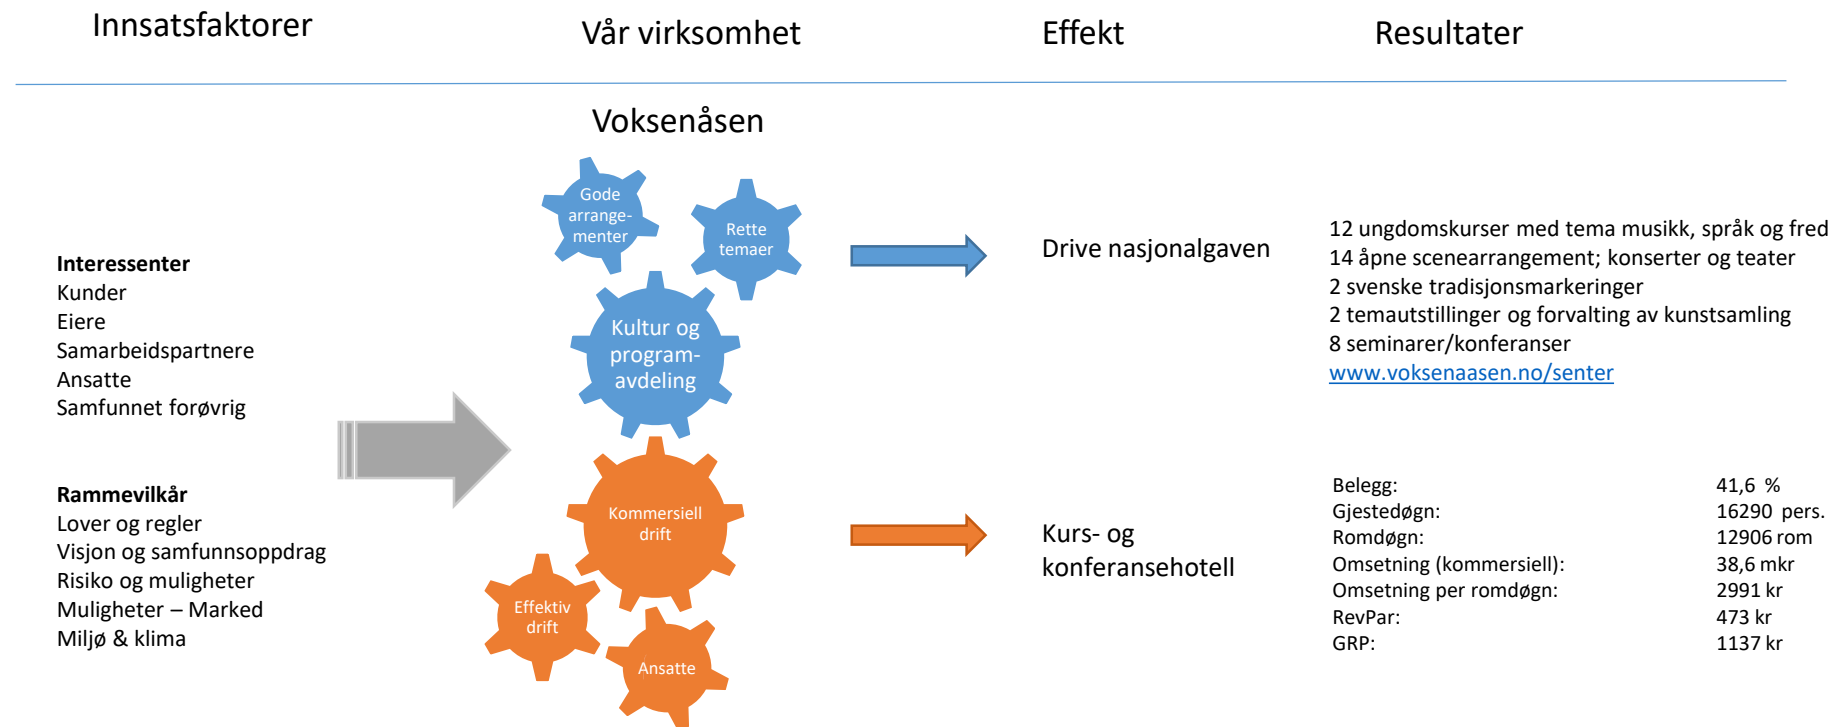 Innsatsfaktorer
Vår virksomhet
Effekt
Resultater
Voksenåsen
Interessenter
Kunder
Eiere
Samarbeidspartnere
Ansatte
Samfunnet forøvrig
Rammevilkår
Lover og regler
Visjon og samfunnsoppdrag
Risiko og muligheter
Muligheter – Marked
Miljø & klima
Gode
arrange-
menter
Rette
temaer
Kultur og
program-
avdeling
Kommersiell
drift
Effektiv
drift
Ansatte
Drive nasjonalgaven
Kurs- og
konferansehotell
12 ungdomskurser med tema musikk, språk og fred
14 åpne scenearrangement; konserter og teater
2 svenske tradisjonsmarkeringer
2 temautstillinger og forvalting av kunstsamling
8 seminarer/konferanser
www.voksenaasen.no/senter
Belegg: 41,6 %
Gjestedøgn: 16290 pers.
Romdøgn: 12906 rom
Omsetning (kommersiell): 38,6 mkr
Omsetning per romdøgn: 2991 kr
RevPar: 473 kr
GRP: 1137 kr